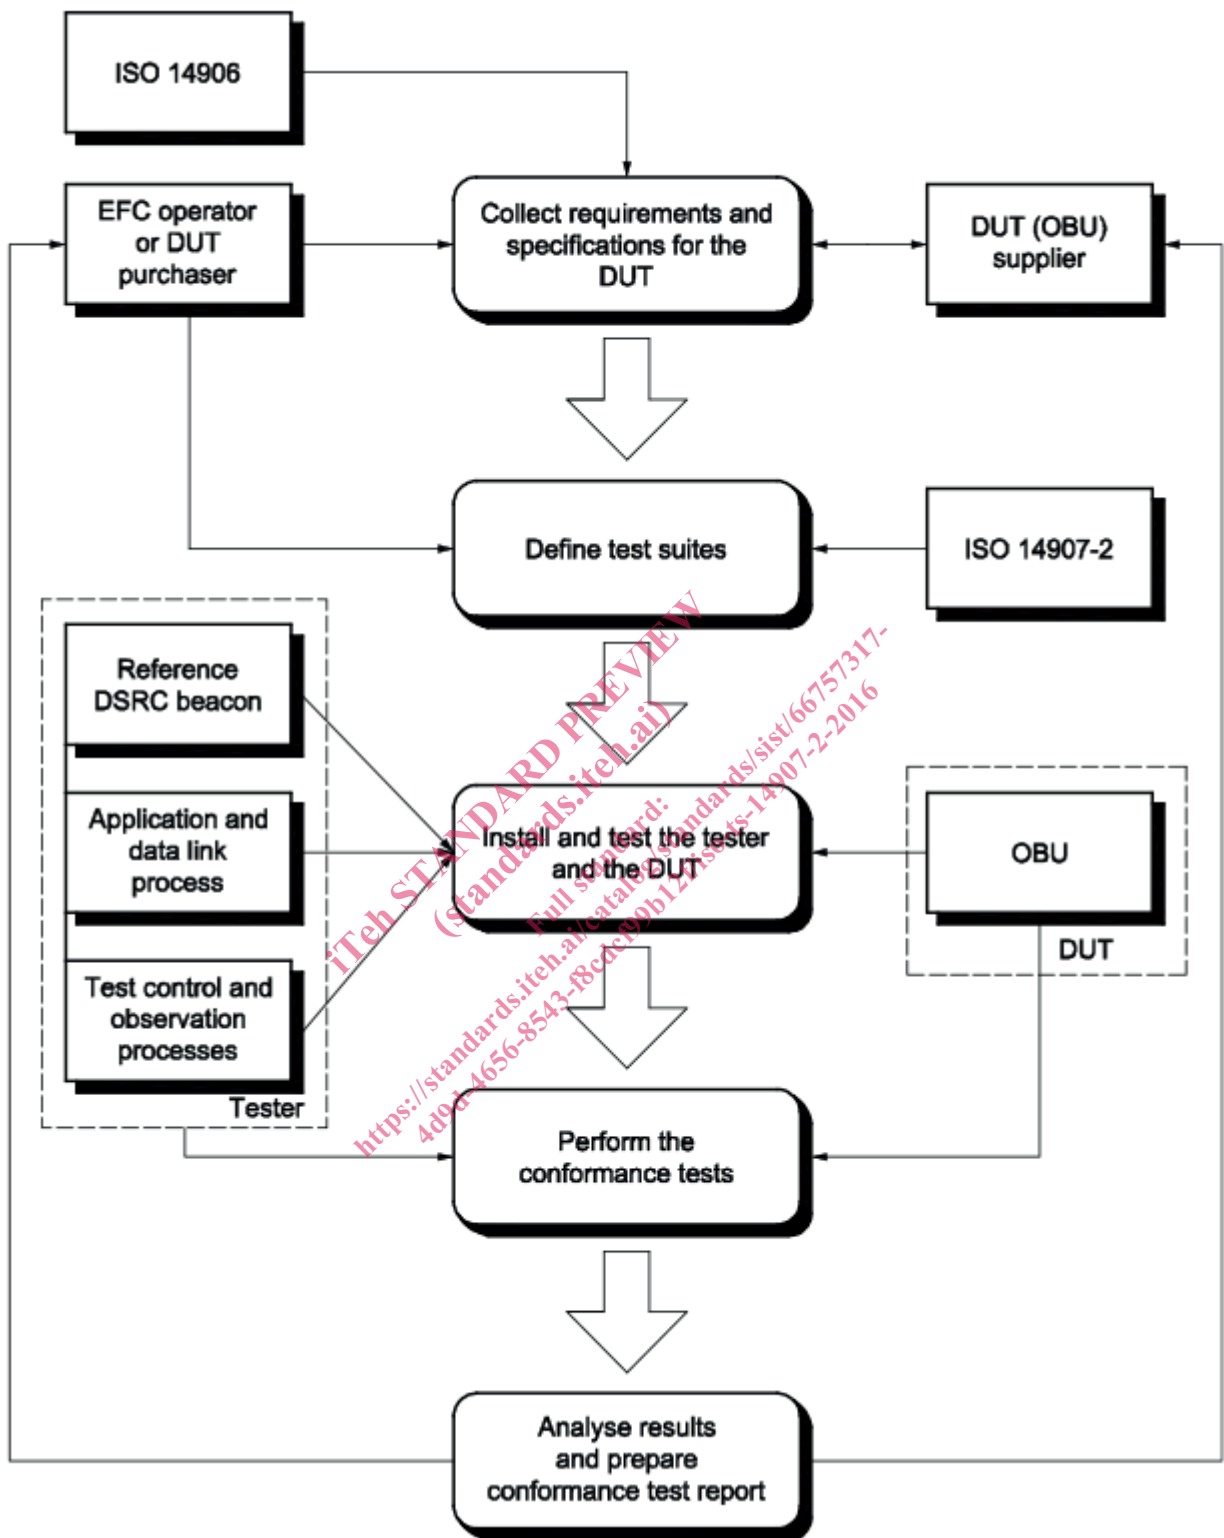 ISO 14906
EFC operator
or DUT
purchaser
Collect requirements and
specifications for the
DUT
DUT (OBU)
supplier
Define test suites
ISO 14907-2
Reference
DSRC beacon
Application and
data link
process
Test control and
observation
processes
Tester
Install and test the tester
and the DUT
OBU
DUT
Perform the
conformance tests
Analyse results
and prepare
conformance test report
iTeh STANDARD PREVIEW
(standards.iteh.ai)
Full standard:
https://standards.iteh.ai/catalog/standards/sist/66757317-
4d9d-4656-8543-f8cdcf99b12f/iso-ts-14907-2-2016